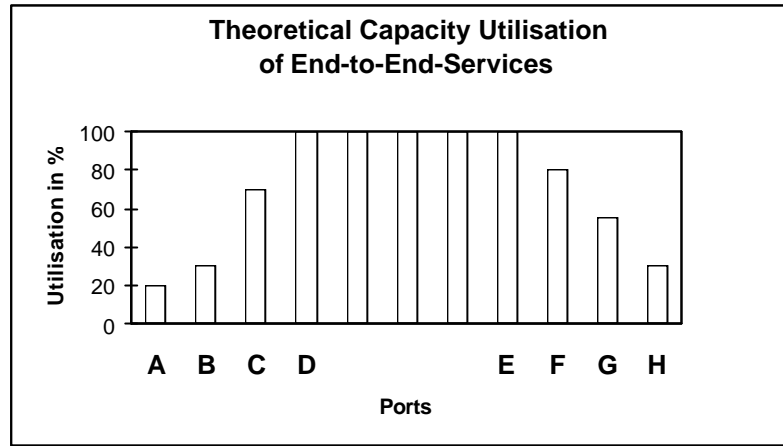 Theoretical Capacity Utilisation
of End-to-End-Services
Utilisation in %
100
80
60
40
20
0
A B C D E F G H
Ports